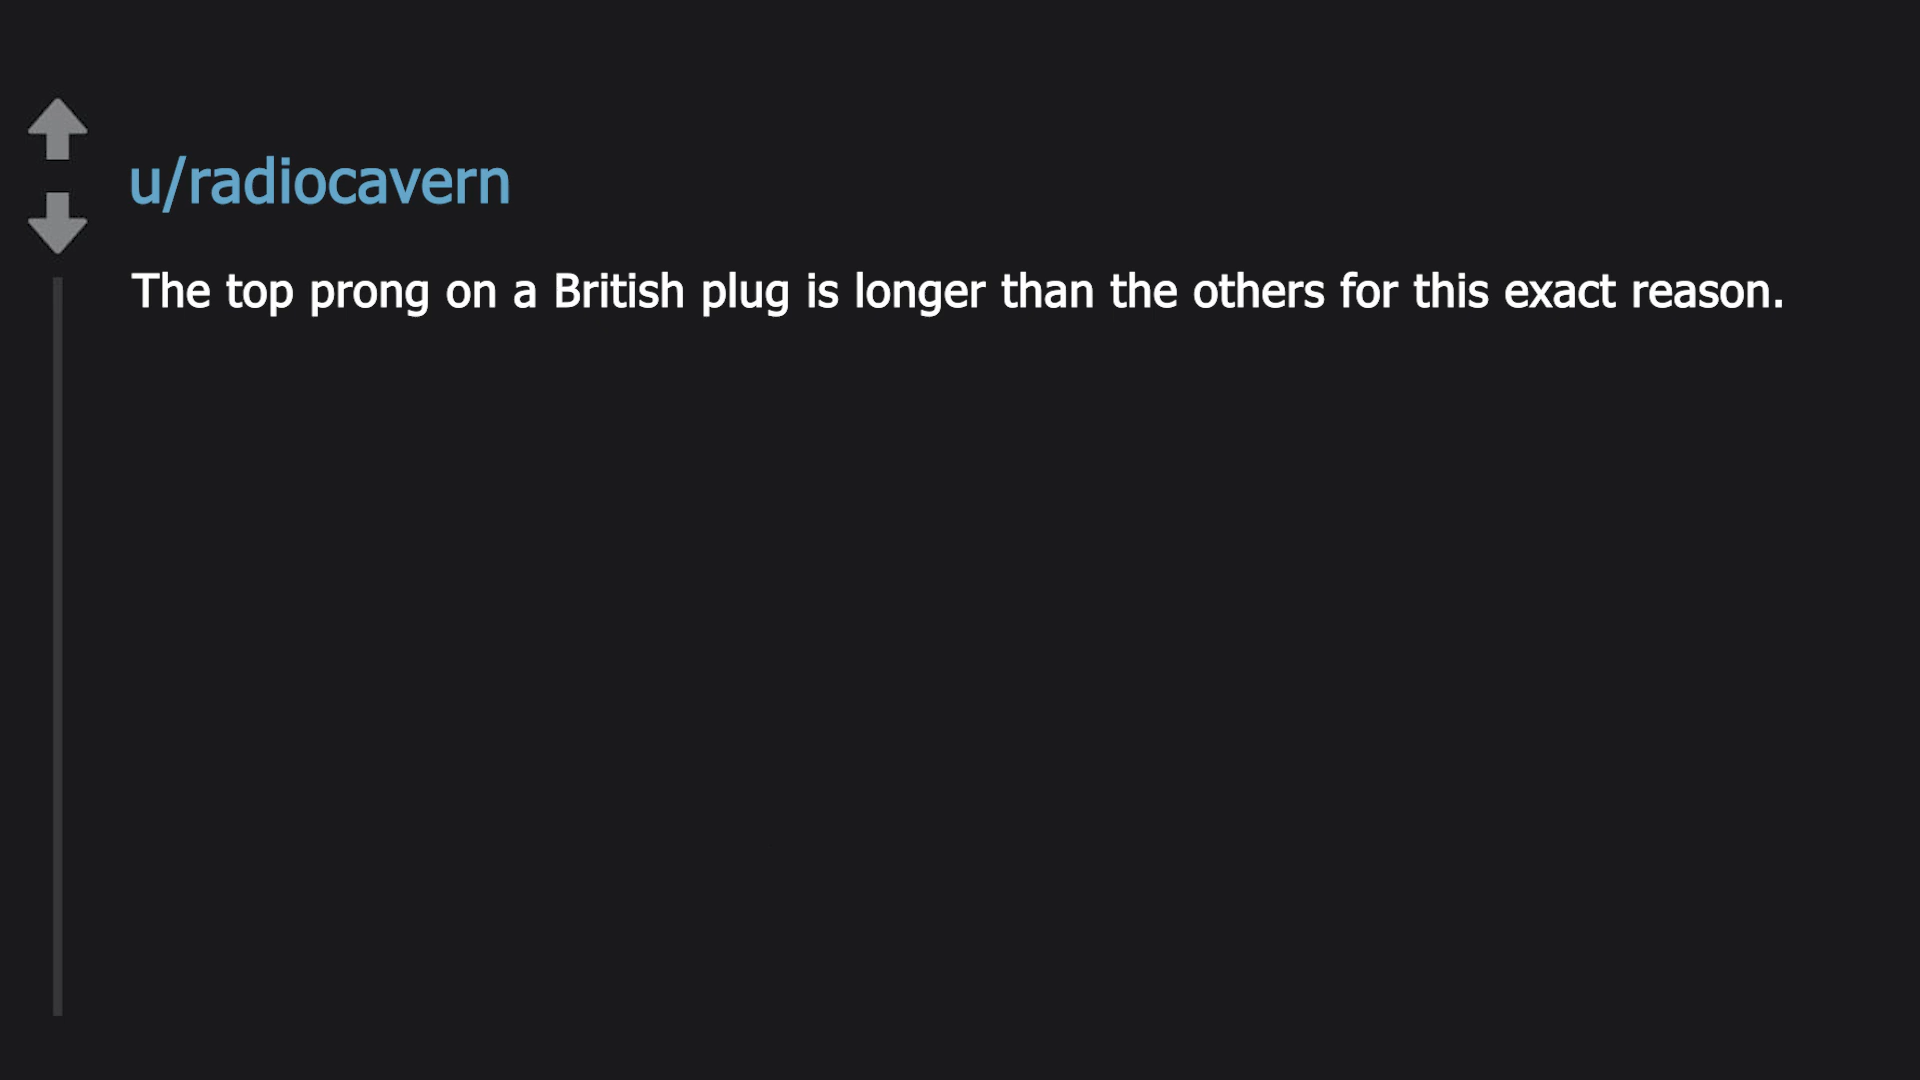 u/radiocavern
The top prong on a British plug is longer than the others for this exact reason.